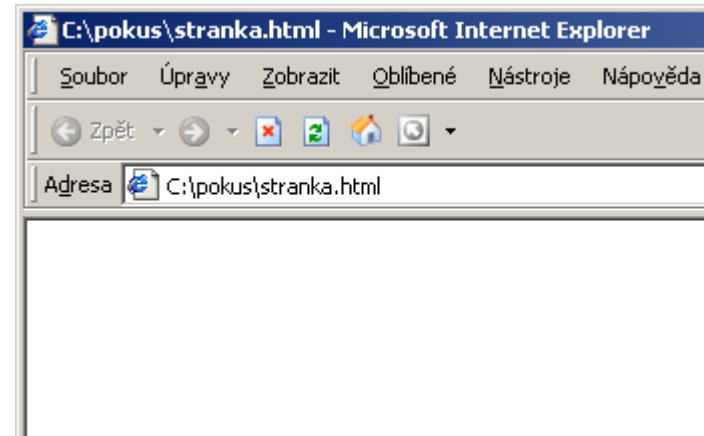 C:\pokus\stranka.html - Microsoft Internet Explorer
Soubor Úpravy Zobrazit Oblíbené Nástroje Nápověda
Zpět
Adresa C:\pokus\stranka.html